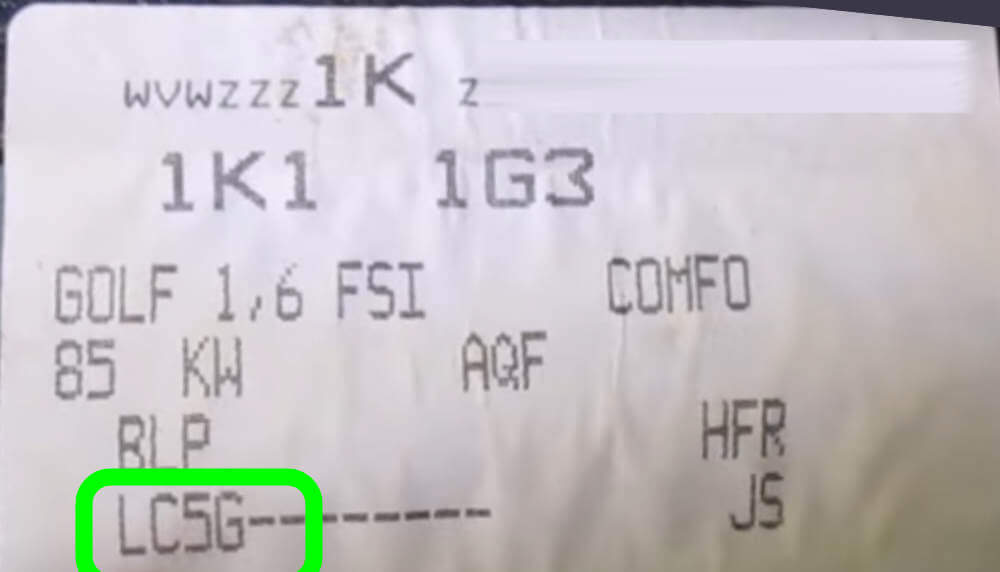 WVWZZZ1K Z
1K1 1G3
GOLF 1,6 FSI COMFO
85 KW AQF
BLP HFR
LC5G--------- JS